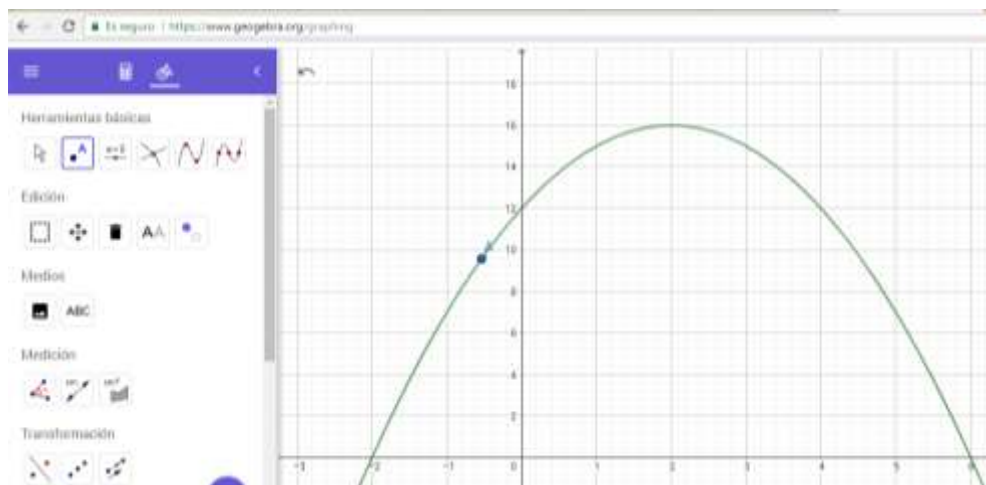 Es seguro | https://www.geogebra.org/graphing
Herramientas básicas
A
a=2
Edición
AA
Medios
ABC
Medición
Transformación
A
16
14
12
10
8
6
4
2
-3 -2 -1 0 1 2 3 4 5 6